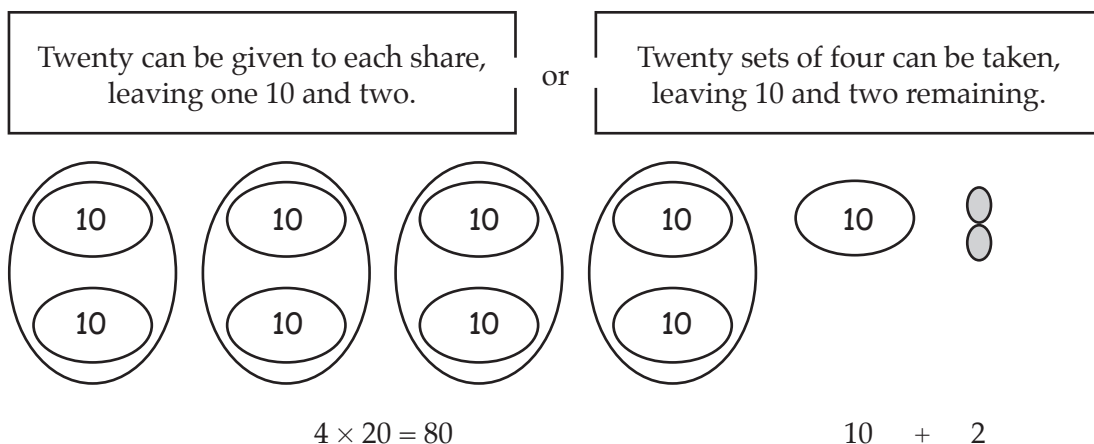 Twenty can be given to each share,
leaving one 10 and two.
or
Twenty sets of four can be taken,
leaving 10 and two remaining.
10 10 10 10 10
10 10 10 10
4 × 20 = 80 10 + 2